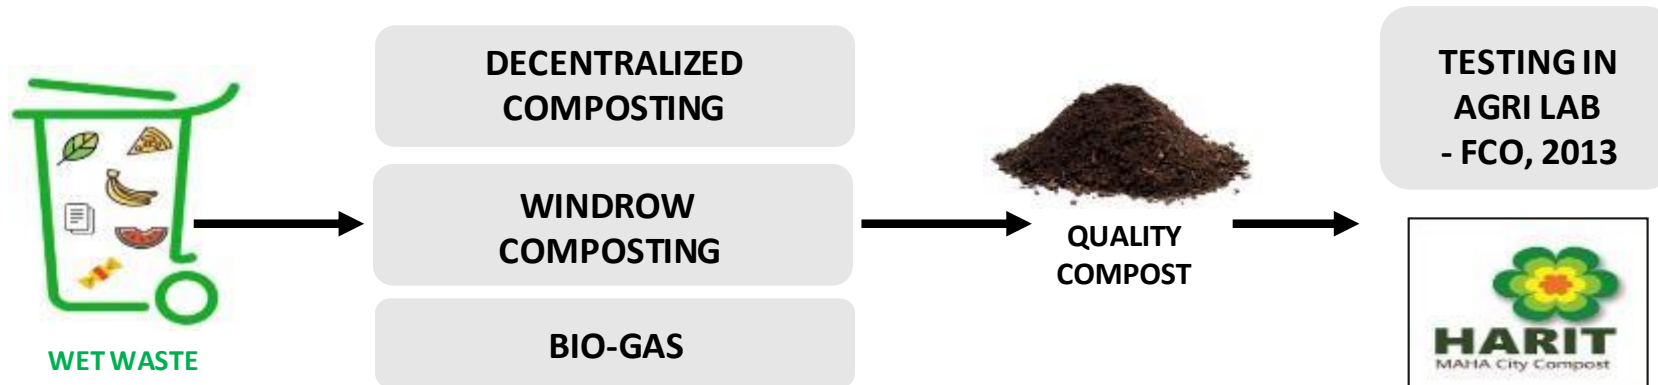 WET WASTE
DECENTRALIZED
COMPOSTING
WINDROW
COMPOSTING
BIO-GAS
QUALITY
COMPOST
TESTING IN
AGRI LAB
- FCO, 2013
HARIT
MAHA City Compost